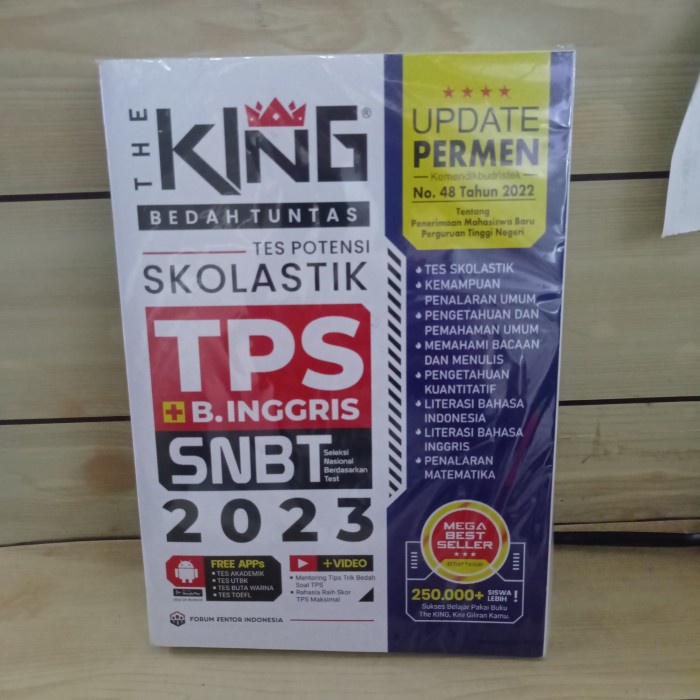 THE
KING®
BEDAH TUNTAS
TES POTENSI
SKOLASTIK
TPS
+ B.INGGRIS
SNBT
Seleksi
Nasional
Berdasarkan
Test
2023
FREE APPs
• TES AKADEMIK
• TES UTBK
• TES BUTA WARNA
• TES TOEFL
+VIDEO
• Mentoring Tips Trik Bedah
Soal TPS
• Rahasia Raih Skor
TPS Maksimal
FORUM TENTOR INDONESIA
UPDATE
PERMEN
Kemendikbudristek
No. 48 Tahun 2022
Tentang
Penerimaan Mahasiswa Baru
Perguruan Tinggi Negeri
TES SKOLASTIK
KEMAMPUAN
PENALARAN UMUM
PENGETAHUAN DAN
PEMAHAMAN UMUM
MEMAHAMI BACAAN
DAN MENULIS
PENGETAHUAN
KUANTITATIF
LITERASI BAHASA
INDONESIA
LITERASI BAHASA
INGGRIS
PENALARAN
MATEMATIKA
MEGA
BEST
SELLER
250.000+ SISWA
LEBIH !
Sukses Belajar Pakai Buku
The KING, Kini Giliran Kamu.